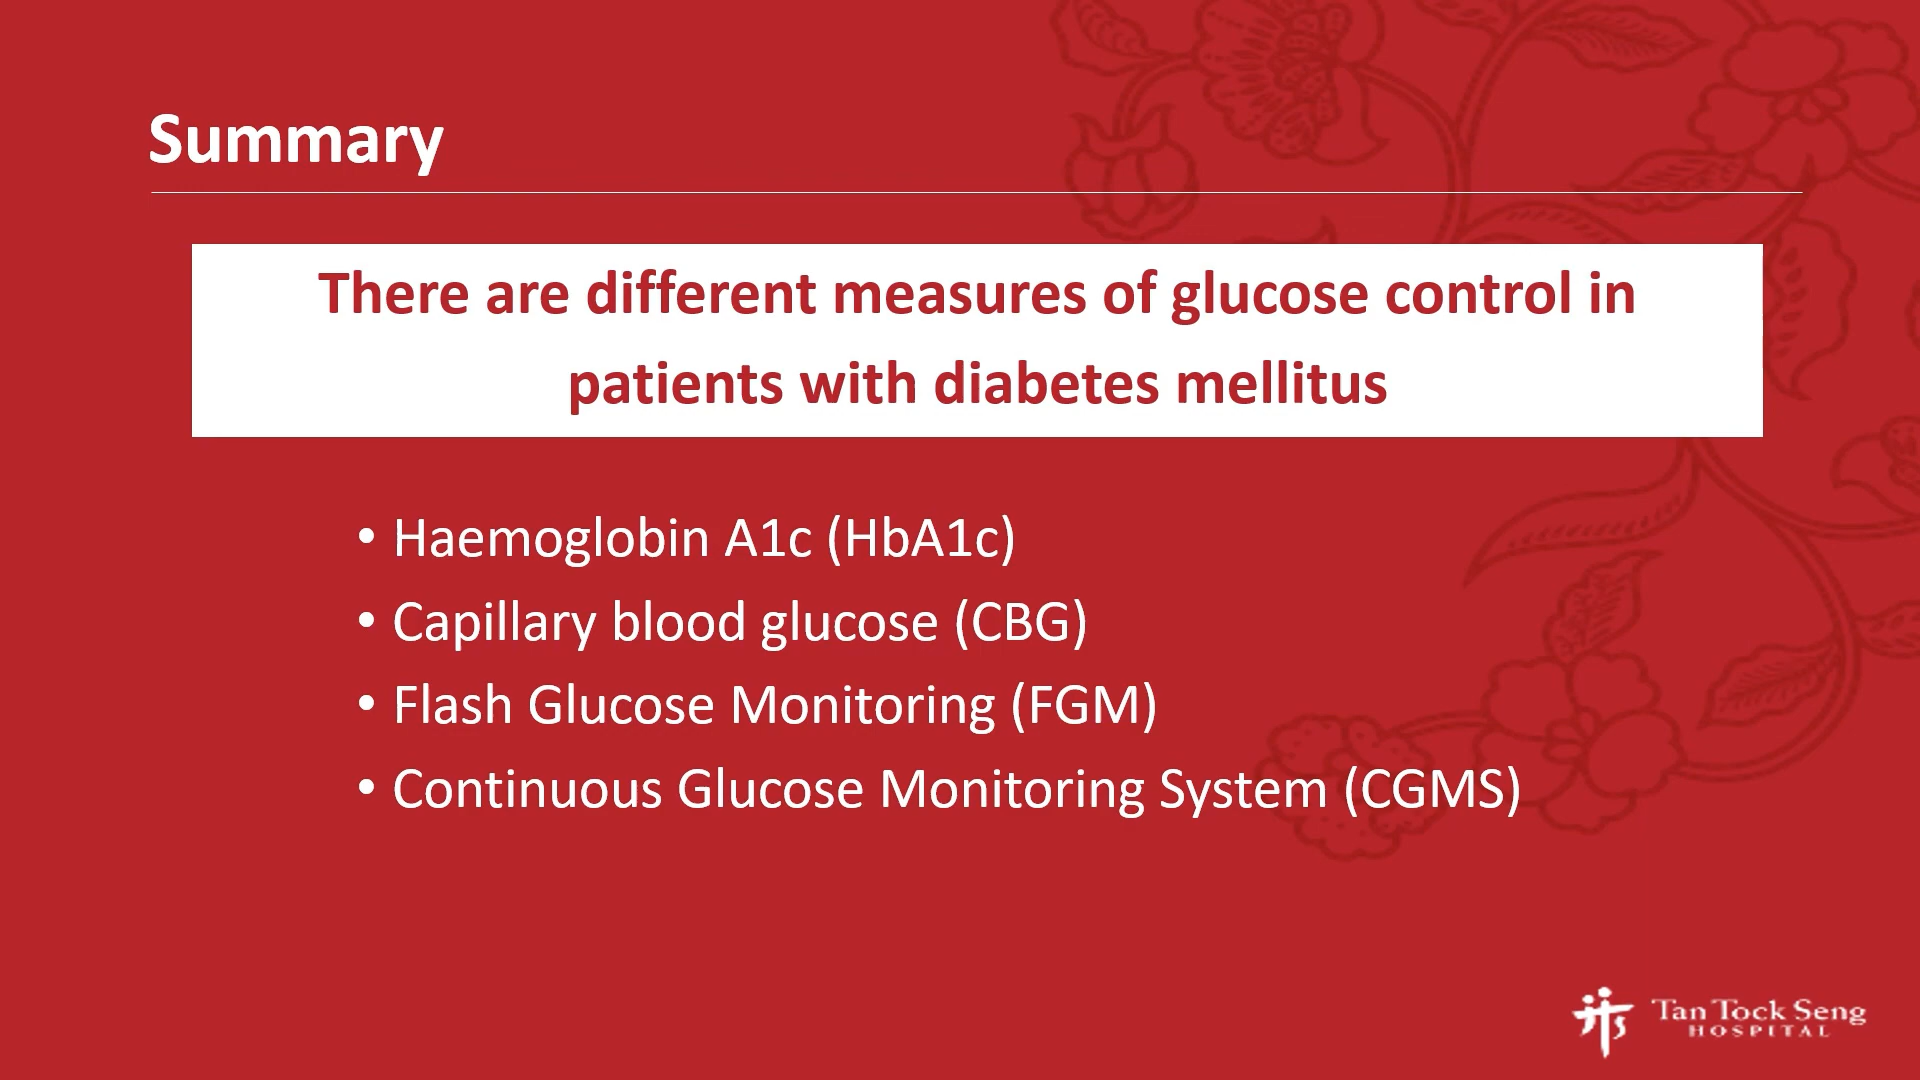 Summary
There are different measures of glucose control in
patients with diabetes mellitus
• Haemoglobin A1c (HbA1c)
• Capillary blood glucose (CBG)
• Flash Glucose Monitoring (FGM)
• Continuous Glucose Monitoring System (CGMS)
Tan Tock Seng
HOSPITAL